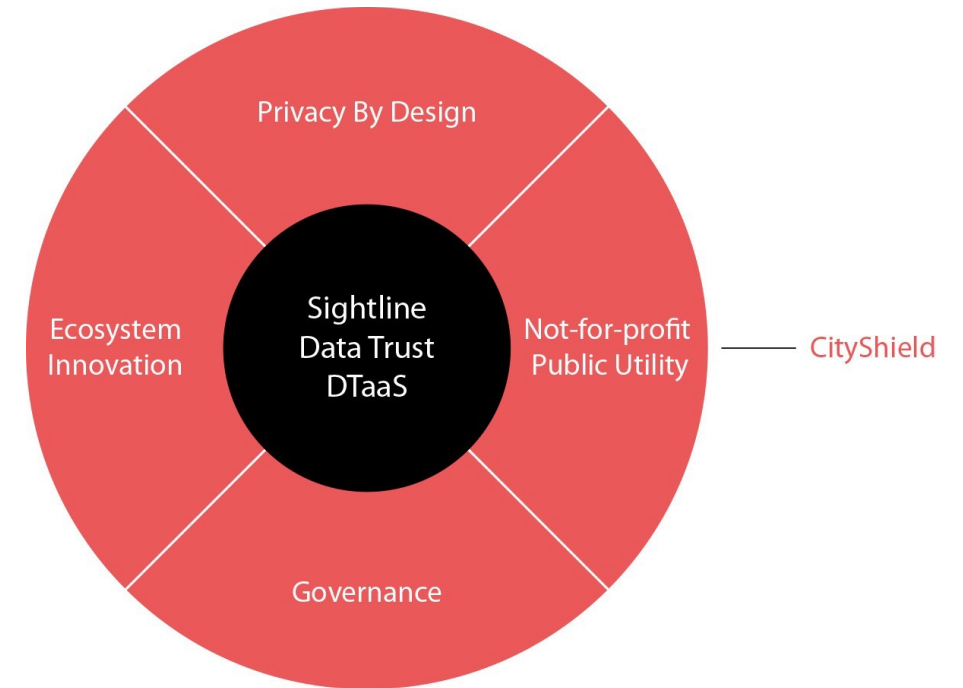 Privacy By Design
Ecosystem
Innovation
Sightline
Data Trust
DTaaS
Not-for-profit
Public Utility
CityShield
Governance